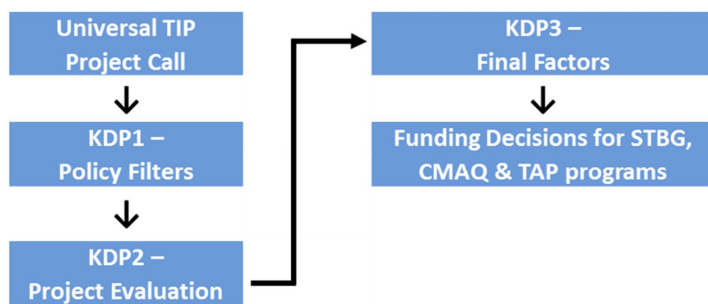 Universal TIP
Project Call
KDP1 –
Policy Filters
KDP2 –
Project Evaluation
KDP3 –
Final Factors
Funding Decisions for STBG,
CMAQ & TAP programs